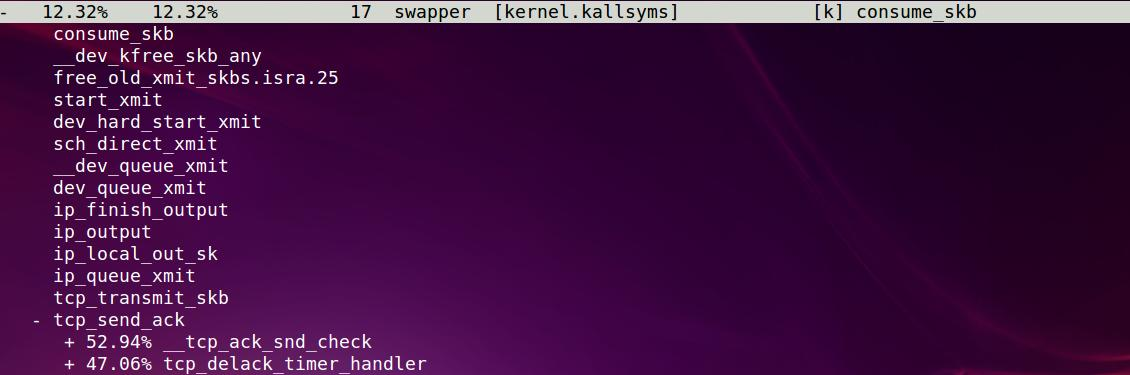 - 12.32% 12.32% 17 swapper [kernel.kallsyms] [k] consume_skb
consume_skb
__dev_kfree_skb_any
free_old_xmit_skbs.isra.25
start_xmit
dev_hard_start_xmit
sch_direct_xmit
__dev_queue_xmit
dev_queue_xmit
ip_finish_output
ip_output
ip_local_out_sk
ip_queue_xmit
tcp_transmit_skb
- tcp_send_ack
+ 52.94% __tcp_ack_snd_check
+ 47.06% tcp_delack_timer_handler